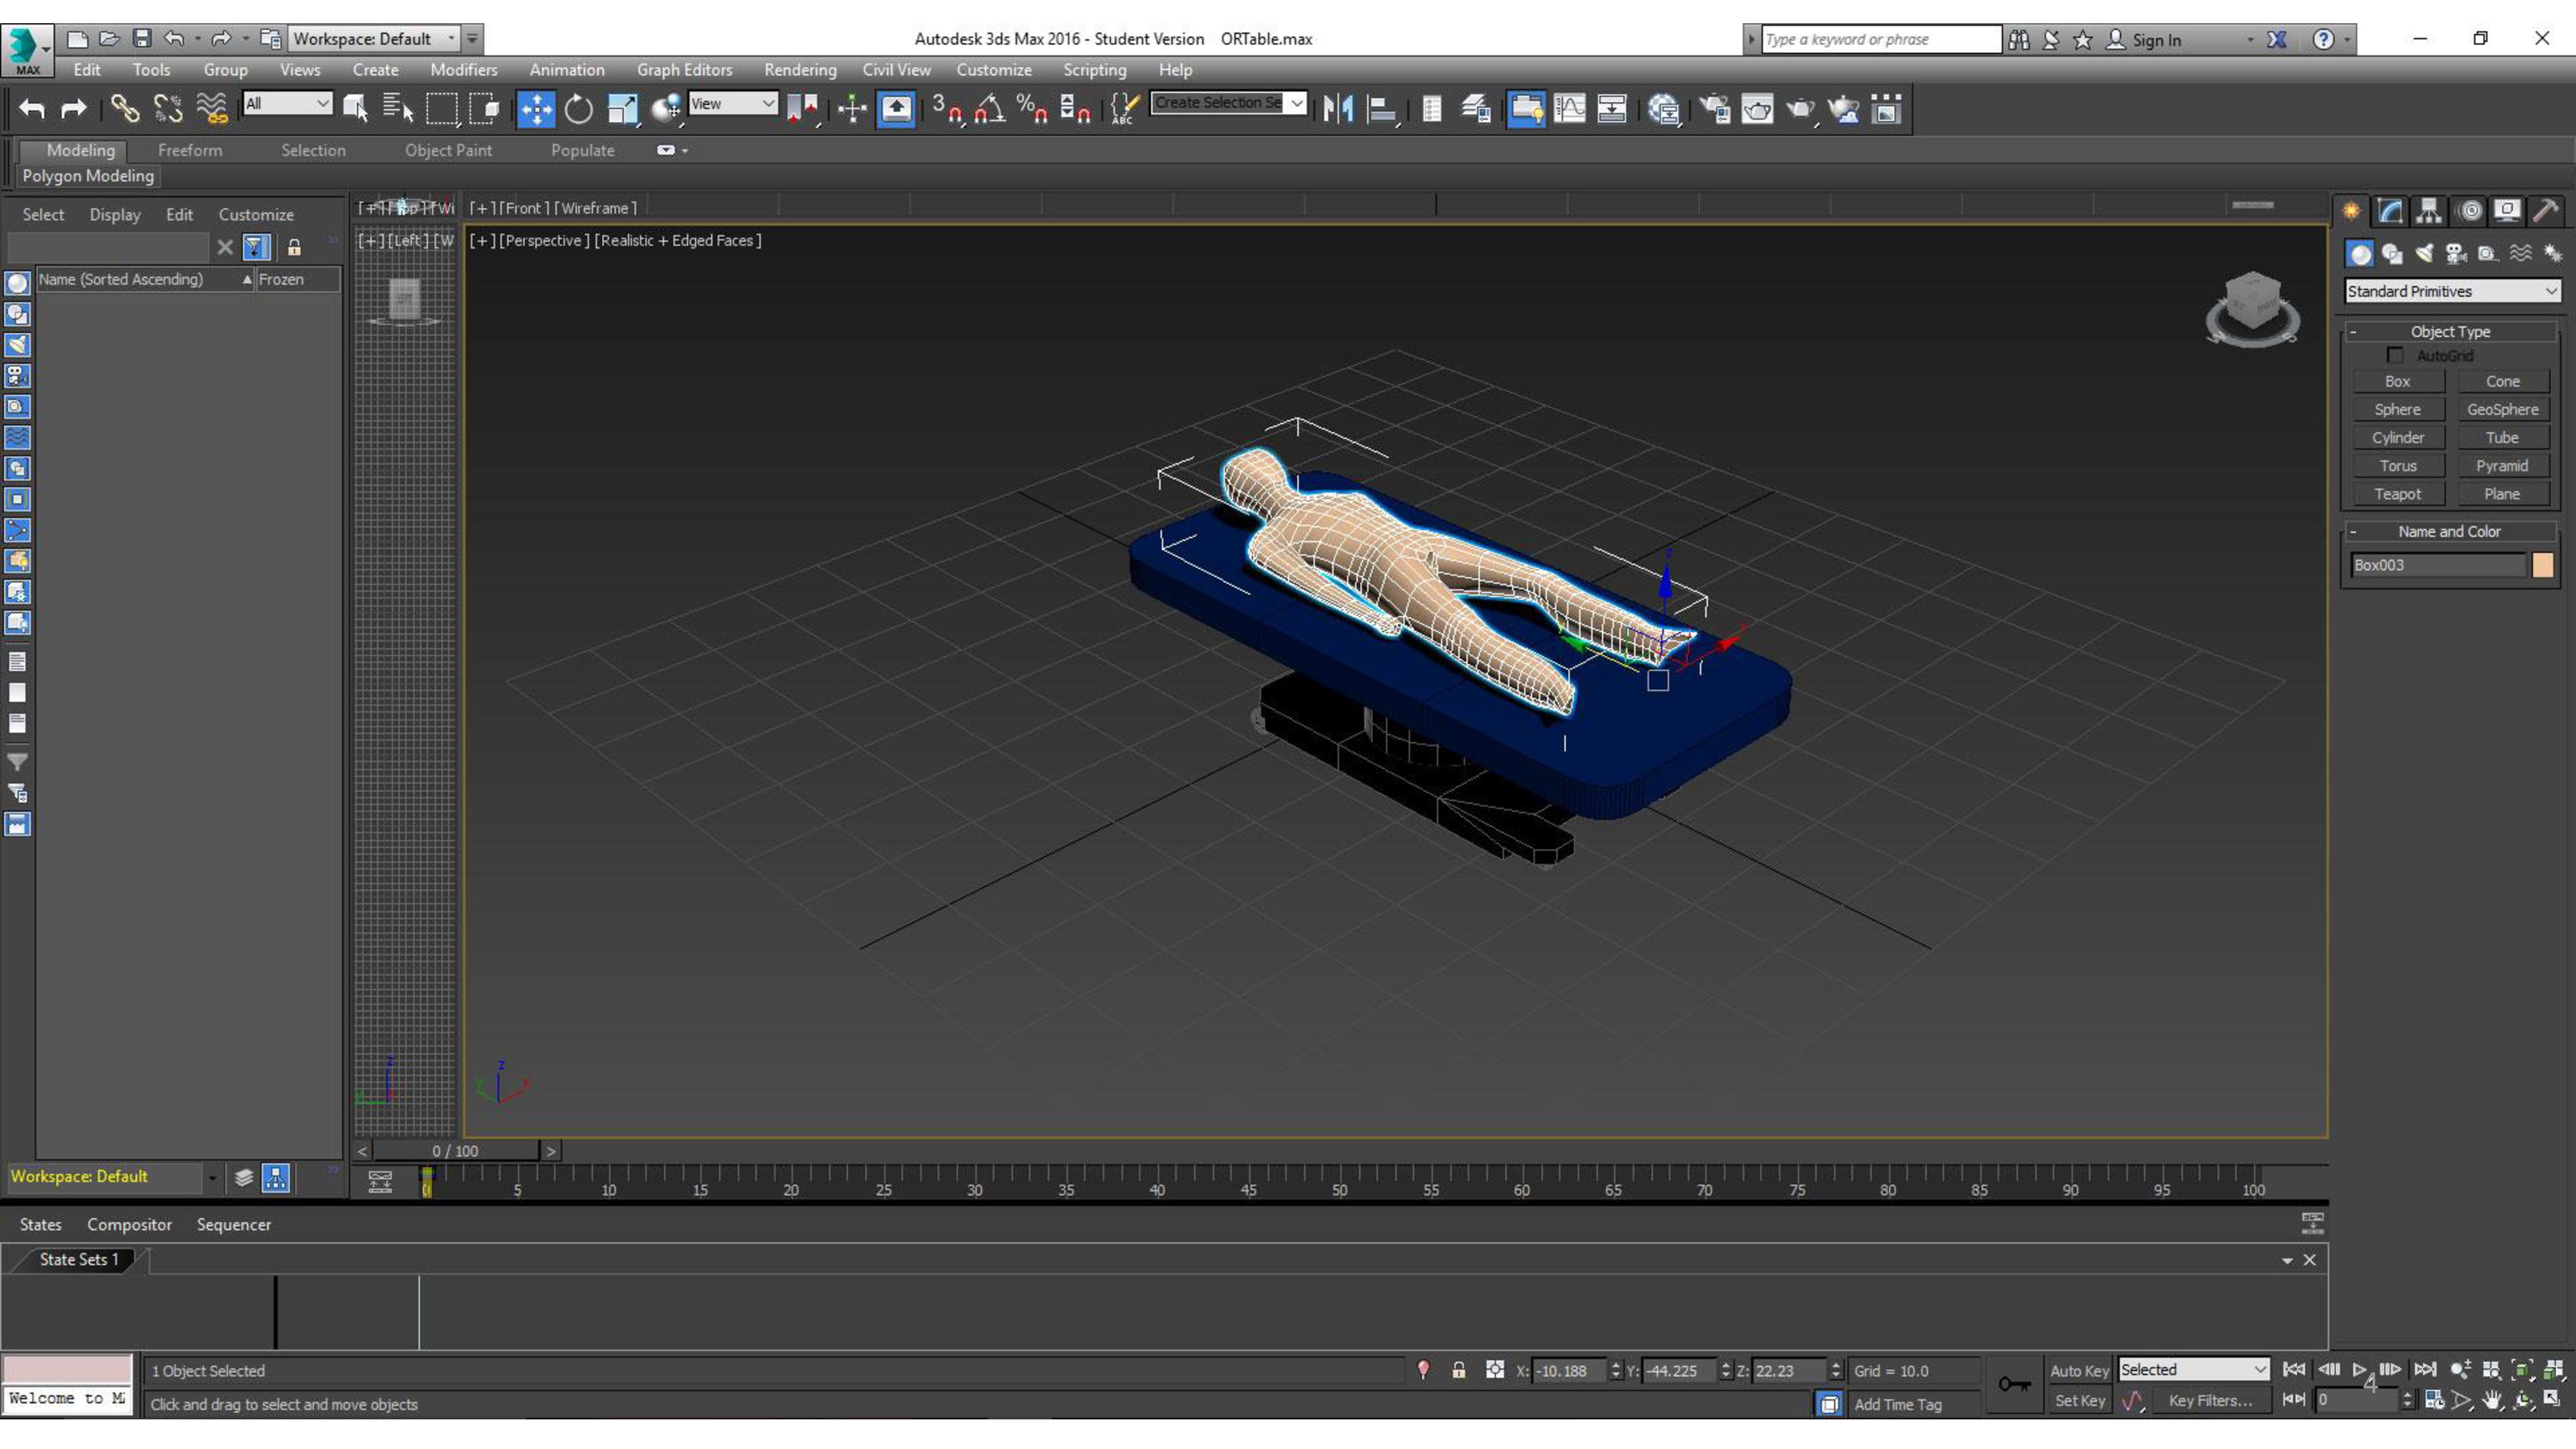 Workspace: Default
Autodesk 3ds Max 2016 - Student Version ORTable.max
Type a keyword or phrase
Sign In
MAX
Edit Tools Group Views Create Modifiers Animation Graph Editors Rendering Civil View Customize Scripting Help
All
View
3
%
ABC
Create Selection Se
Modeling Freeform Selection Object Paint Populate
Polygon Modeling
Select Display Edit Customize
[+] [Front ] [Wireframe ]
[+] [Left ] [W
[+] [Perspective ] [Realistic + Edged Faces ]
Name (Sorted Ascending) Frozen
Standard Primitives
Object Type
AutoGrid
Box Cone
Sphere GeoSphere
Cylinder Tube
Torus Pyramid
Teapot Plane
Name and Color
Box003
0 / 100
Workspace: Default
5 10 15 20 25 30 35 40 45 50 55 60 65 70 75 80 85 90 95 100
States Compositor Sequencer
State Sets 1
1 Object Selected
X: -10.188 Y: -44.225 Z: 22.23
Grid = 10.0
Auto Key
Selected
Welcome to M
Click and drag to select and move objects
Add Time Tag
Set Key
Key Filters...
0
4